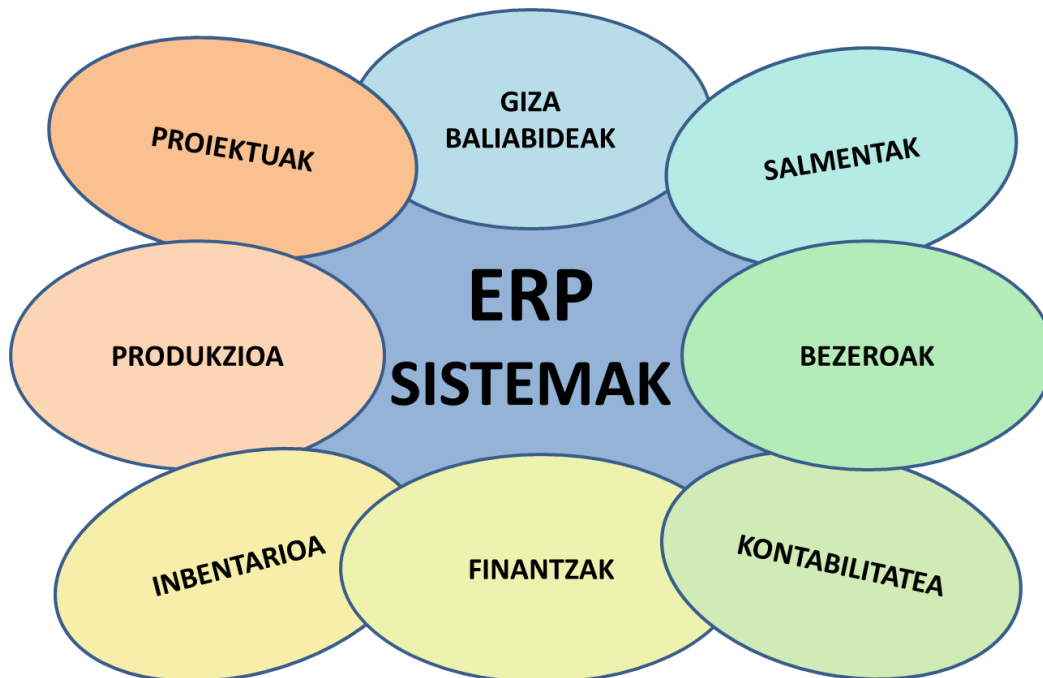 PROIEKTUAK
GIZA
BALIABIDEAK
SALMENTAK
PRODUKZIOA
ERP
SISTEMAK
BEZEROAK
INBENTARIOA
FINANTZAK
KONTABILITATEA